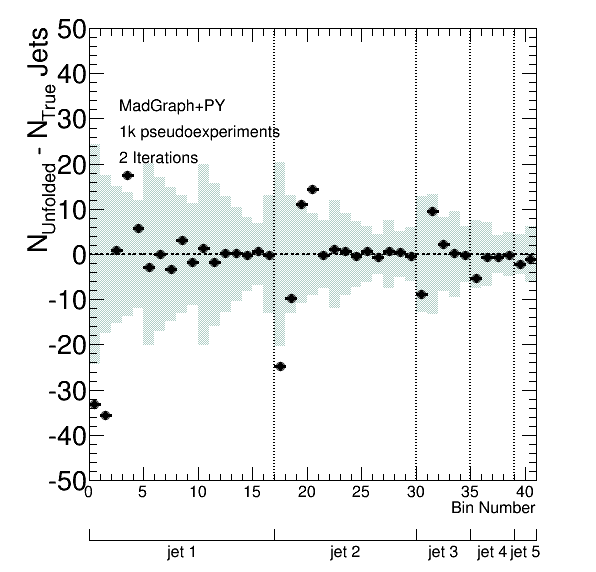 N_Unfolded - N_True Jets
50
40
30
20
10
0
-10
-20
-30
-40
-50
MadGraph+PY
1k pseudoexperiments
2 Iterations
0 5 10 15 20 25 30 35 40
Bin Number
jet 1 jet 2 jet 3 jet 4 jet 5